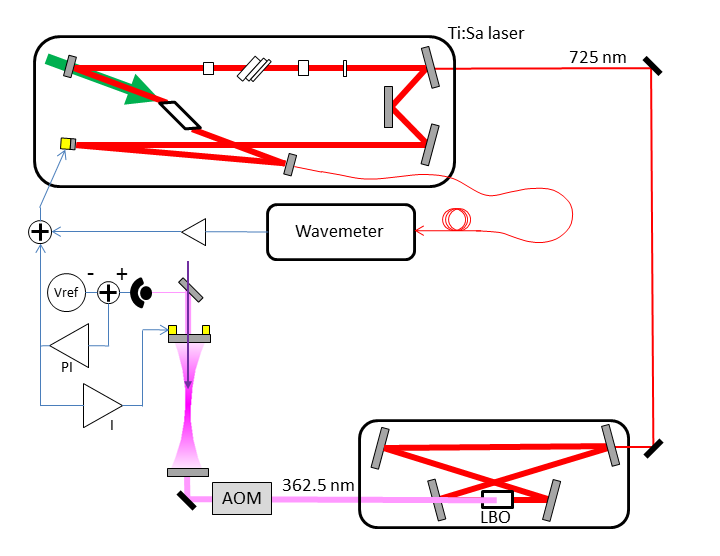 Ti:Sa laser
725 nm
Wavemeter
- +
Vref
PI
I
362.5 nm
AOM
LBO